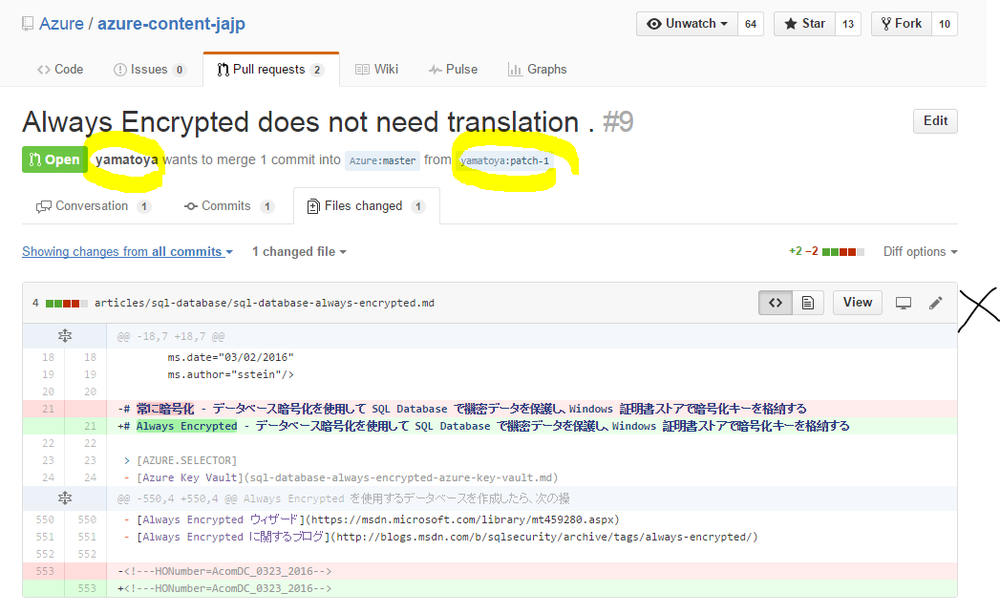 Azure / azure-content-jajp
Unwatch 64 Star 13 Fork 10
Code Issues 0 Pull requests 2 Wiki Pulse Graphs
Always Encrypted does not need translation . #9
Edit
Open yamatoya wants to merge 1 commit into Azure:master from yamatoya:patch-1
Conversation 1 Commits 1 Files changed 1
Showing changes from all commits 1 changed file +2 −2 Diff options
4 articles/sql-database/sql-database-always-encrypted.md <> View
@@ -18,7 +18,7 @@
18 18 ms.date="03/02/2016"
19 19 ms.author="sstein"/>
20 20
21 -# 常に暗号化 - データベース暗号化を使用して SQL Database で機密データを保護し、Windows 証明書ストアで暗号化キーを格納する
21 +# Always Encrypted - データベース暗号化を使用して SQL Database で機密データを保護し、Windows 証明書ストアで暗号化キーを格納する
22 22
23 23 > [AZURE.SELECTOR]
24 24 - [Azure Key Vault](sql-database-always-encrypted-azure-key-vault.md)
@@ -550,4 +550,4 @@ Always Encrypted を使用するデータベースを作成したら、次の操
550 550 - [Always Encrypted ウィザード](https://msdn.microsoft.com/library/mt459280.aspx)
551 551 - [Always Encrypted に関するブログ](http://blogs.msdn.com/b/sqlsecurity/archive/tags/always-encrypted/)
552 552
553 -<!---HONumber=AcomDC_0323_2016-->
553 +<!---HONumber=AcomDC_0323_2016-->